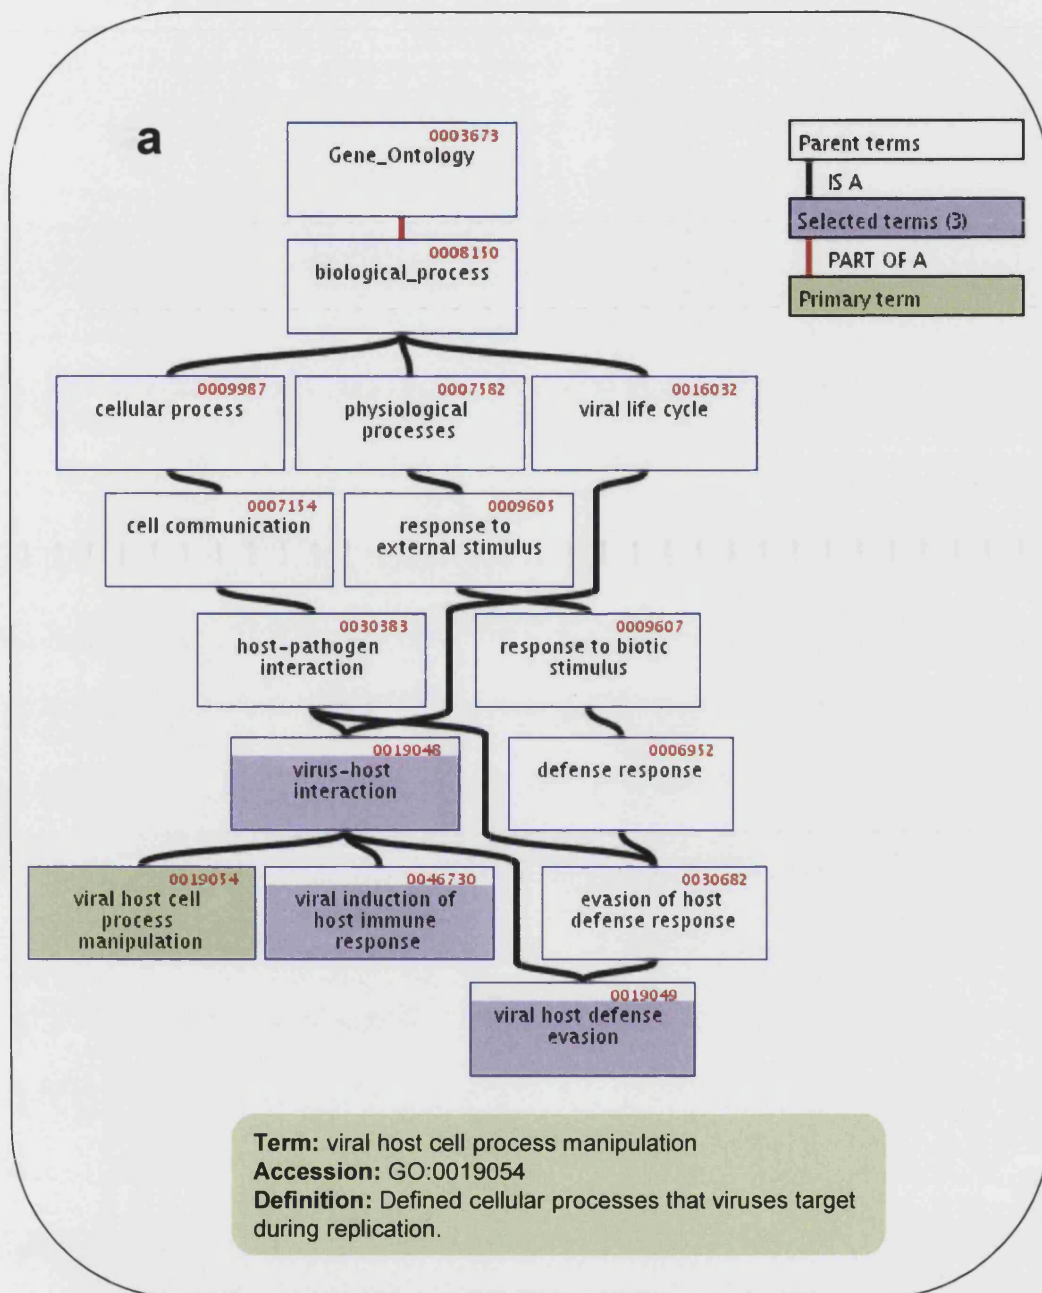 a
0003673
Gene_Ontology
0008150
biological_process
0009987
cellular process
0007582
physiological
processes
0016032
viral life cycle
0007154
cell communication
0009605
response to
external stimulus
0030383
host-pathogen
interaction
0009607
response to biotic
stimulus
0019048
virus-host
interaction
0006952
defense response
0019054
viral host cell
process
manipulation
0046730
viral induction of
host immune
response
0030682
evasion of host
defense response
0019049
viral host defense
evasion
Parent terms
IS A
Selected terms (3)
PART OF A
Primary term
Term: viral host cell process manipulation
Accession: GO:0019054
Definition: Defined cellular processes that viruses target
during replication.